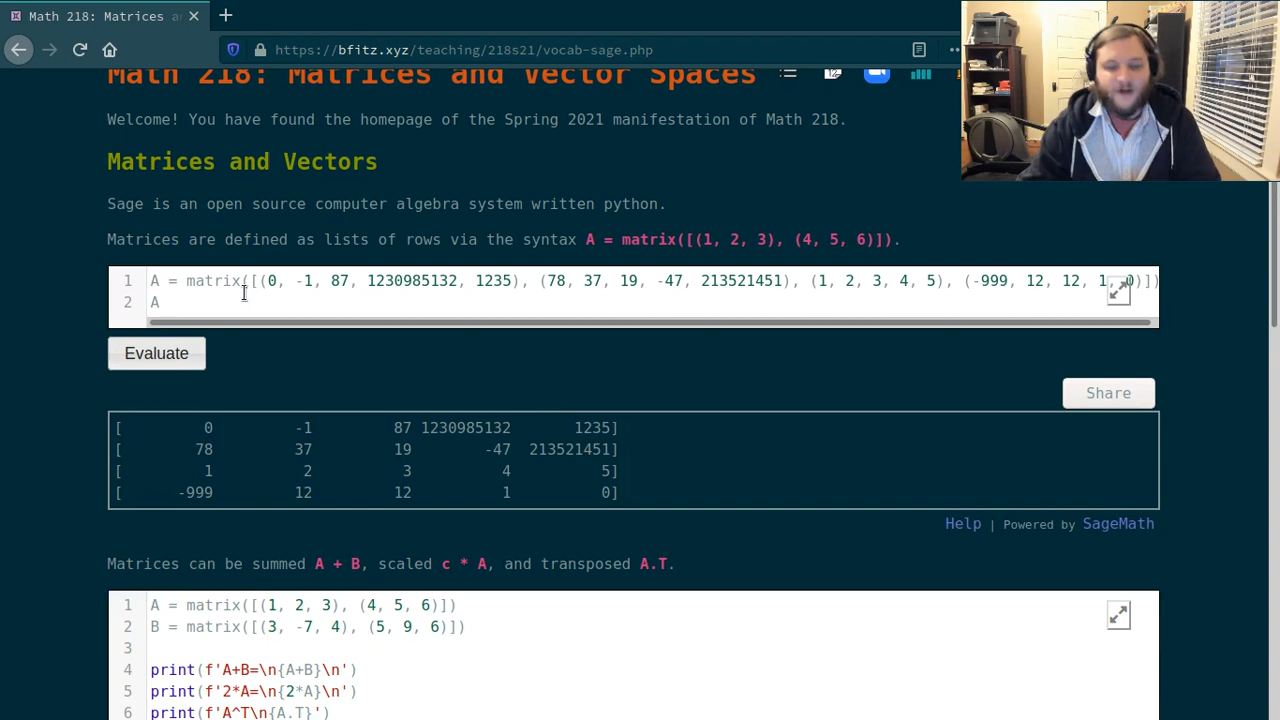 Math 218: Matrices a
https://bfitz.xyz/teaching/218s21/vocab-sage.php
Math 218: Matrices and Vector Spaces
Welcome! You have found the homepage of the Spring 2021 manifestation of Math 218.
Matrices and Vectors
Sage is an open source computer algebra system written python.
Matrices are defined as lists of rows via the syntax A = matrix([(1, 2, 3), (4, 5, 6)]).
1 A = matrix([(0, -1, 87, 1230985132, 1235), (78, 37, 19, -47, 213521451), (1, 2, 3, 4, 5), (-999, 12, 12, 1, 0)])
2 A
Evaluate
Share
[ 0 -1 87 1230985132 1235]
[ 78 37 19 -47 213521451]
[ 1 2 3 4 5]
[ -999 12 12 1 0]
Help | Powered by SageMath
Matrices can be summed A + B, scaled c * A, and transposed A.T.
1 A = matrix([(1, 2, 3), (4, 5, 6)])
2 B = matrix([(3, -7, 4), (5, 9, 6)])
3
4 print(f'A+B=\n{A+B}\n')
5 print(f'2*A=\n{2*A}\n')
6 print(f'A^T\n{A.T}')